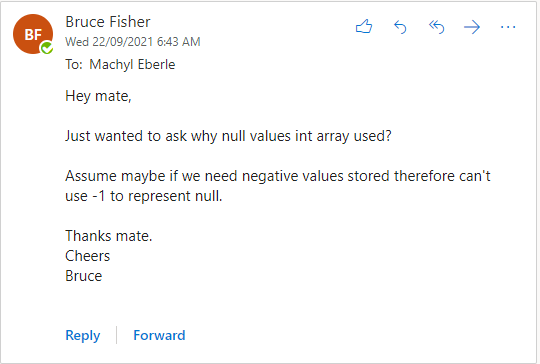 BF
Bruce Fisher
Wed 22/09/2021 6:43 AM
To: Machyl Eberle
Hey mate,
Just wanted to ask why null values int array used?
Assume maybe if we need negative values stored therefore can't
use -1 to represent null.
Thanks mate.
Cheers
Bruce
Reply
Forward